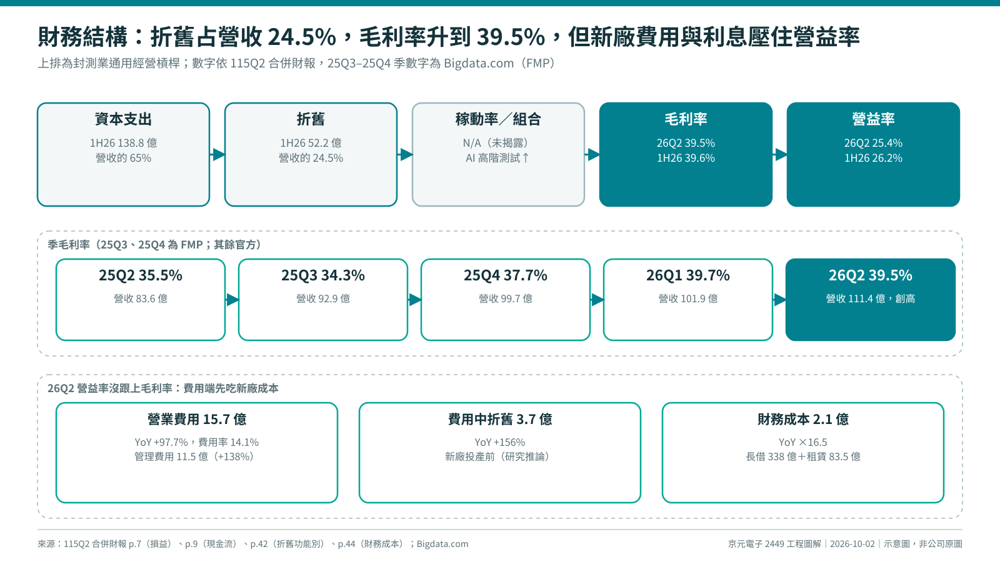 財務結構：折舊占營收 24.5%，毛利率升到 39.5%，但新廠費用與利息壓住營益率
上排為封測業通用經營槓桿；數字依 115Q2 合併財報，25Q3–25Q4 季數字為 Bigdata.com（FMP）
資本支出
1H26 138.8 億
營收的 65%
折舊
1H26 52.2 億
營收的 24.5%
稼動率／組合
N/A（未揭露）
AI 高階測試↑
毛利率
26Q2 39.5%
1H26 39.6%
營益率
26Q2 25.4%
1H26 26.2%
季毛利率（25Q3、25Q4 為 FMP；其餘官方）
25Q2 35.5%
營收 83.6 億
25Q3 34.3%
營收 92.9 億
25Q4 37.7%
營收 99.7 億
26Q1 39.7%
營收 101.9 億
26Q2 39.5%
營收 111.4 億，創高
26Q2 營益率沒跟上毛利率：費用端先吃新廠成本
營業費用 15.7 億
YoY +97.7%，費用率 14.1%
管理費用 11.5 億（+138%）
費用中折舊 3.7 億
YoY +156%
新廠投產前（研究推論）
財務成本 2.1 億
YoY ×16.5
長借 338 億＋租賃 83.5 億
來源：115Q2 合併財報 p.7（損益）、p.9（現金流）、p.42（折舊功能別）、p.44（財務成本）；Bigdata.com
京元電子 2449 工程圖解｜2026-10-02｜示意圖，非公司原圖